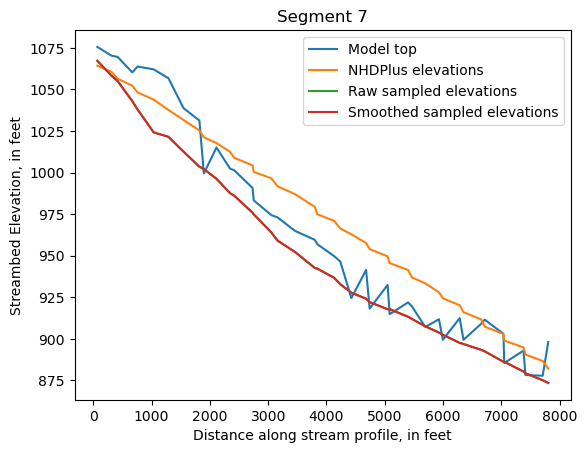 Segment 7
Model top
NHDPlus elevations
Raw sampled elevations
Smoothed sampled elevations
Streambed Elevation, in feet
1075
1050
1025
1000
975
950
925
900
875
0 1000 2000 3000 4000 5000 6000 7000 8000
Distance along stream profile, in feet